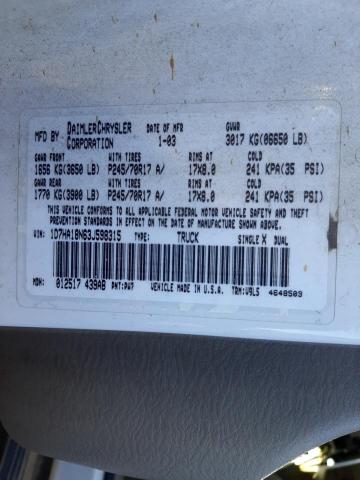 MFD BY DAIMLERCHRYSLER CORPORATION DATE OF MFR 1-03 GVWR 3017 KG(06650 LB)
GAWR FRONT WITH TIRES RIMS AT COLD
1656 KG(3650 LB) P245/70R17 A/ 17X8.0 241 KPA(35 PSI)
GAWR REAR WITH TIRES RIMS AT COLD
1770 KG(3900 LB) P245/70R17 A/ 17X8.0 241 KPA(35 PSI)
THIS VEHICLE CONFORMS TO ALL APPLICABLE FEDERAL MOTOR VEHICLE SAFETY AND THEFT
PREVENTION STANDARDS IN EFFECT ON THE DATE OF MANUFACTURE SHOWN ABOVE.
VIN: 1D7HA18N63J598315 TYPE: TRUCK SINGLE X DUAL
MDH: 012517 439AB PNT: PW7 VEHICLE MADE IN U.S.A. TRM: V9L5 4648503